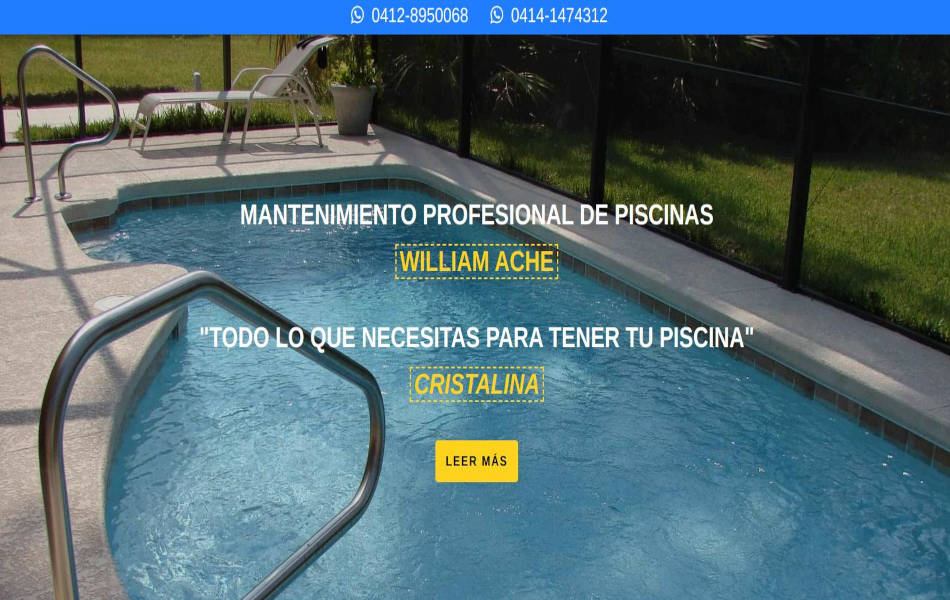 0412-8950068 0414-1474312
MANTENIMIENTO PROFESIONAL DE PISCINAS
WILLIAM ACHE
"TODO LO QUE NECESITAS PARA TENER TU PISCINA"
CRISTALINA
LEER MÁS